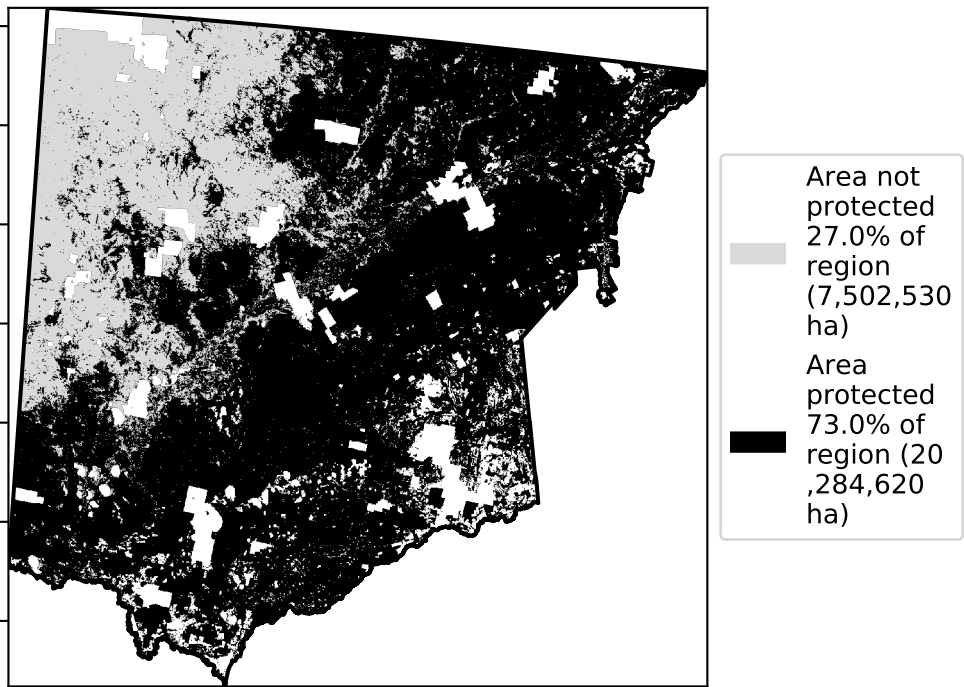 Area not
protected
27.0% of
region
(7,502,530
ha)
Area
protected
73.0% of
region (20
,284,620
ha)